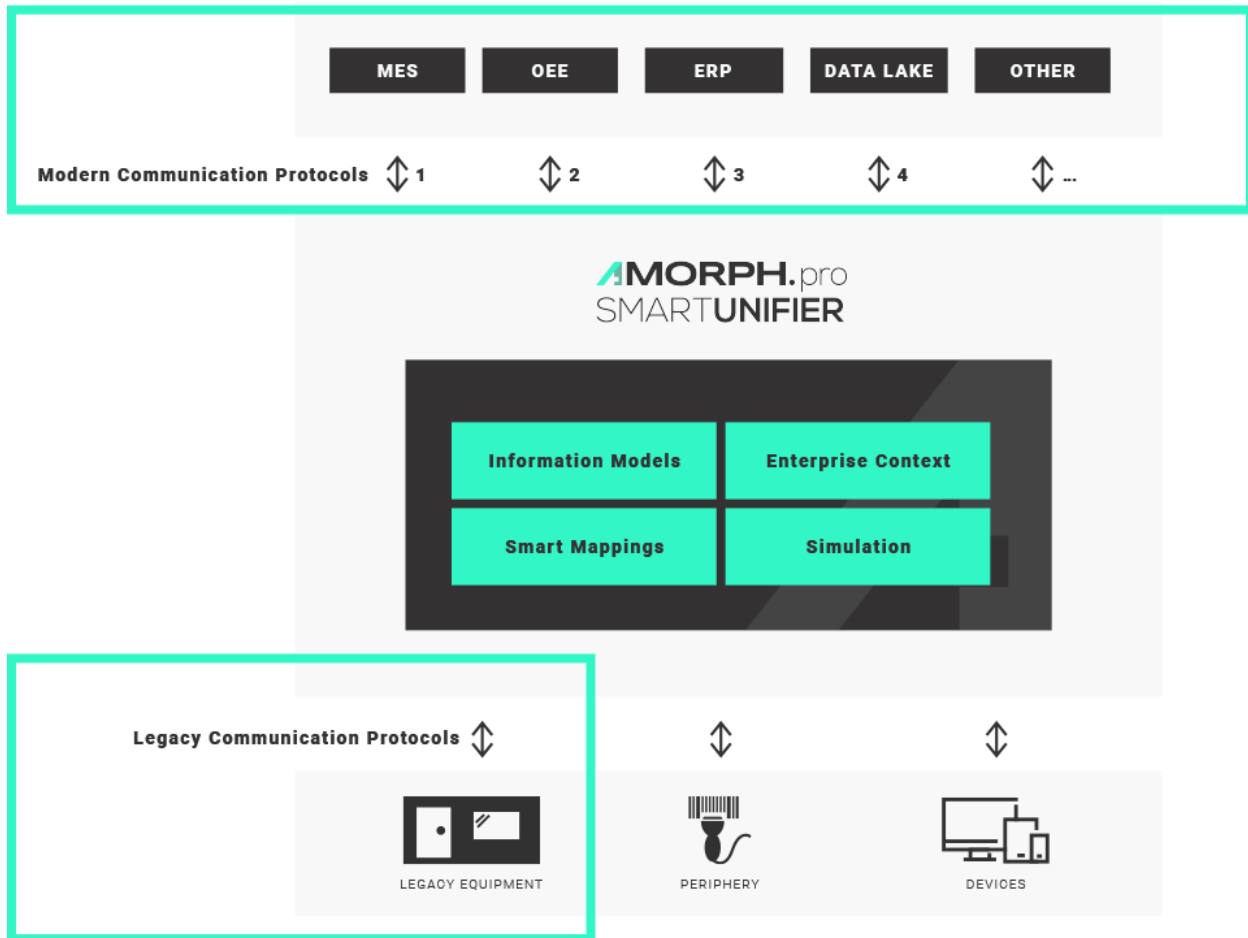 MES OEE ERP DATA LAKE OTHER
Modern Communication Protocols 1 2 3 4 ...
AMORPH.pro
SMARTUNIFIER
Information Models Enterprise Context
Smart Mappings Simulation
Legacy Communication Protocols
LEGACY EQUIPMENT PERIPHERY DEVICES